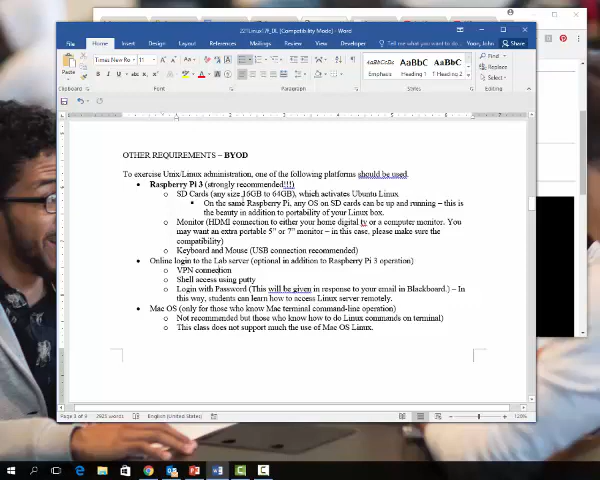 221Linux1W_DL [Compatibility Mode] - Word
Yoon, John
File Home Insert Design Layout References Mailings Review View Developer Tell me what you want to do Share
Paste
Times New Ro 11
AaBbCc AaBbC AaBbC
Emphasis Heading 1 ¶ Heading 2
Find
Replace
Select
Clipboard Font Paragraph Styles Editing
OTHER REQUIREMENTS – BYOD
To exercise Unix/Linux administration, one of the following platforms should be used.
• Raspberry Pi 3 (strongly recommended!!!)
o SD Cards (any size 16GB to 64GB), which activates Ubuntu Linux.
▪ On the same Raspberry Pi, any OS on SD cards can be up and running – this is
the beauty in addition to portability of your Linux box.
o Monitor (HDMI connection to either your home digital tv or a computer monitor. You
may want an extra portable 5" or 7" monitor – in this case, please make sure the
compatibility)
o Keyboard and Mouse (USB connection recommended)
• Online login to the Lab server (optional in addition to Raspberry Pi 3 operation)
o VPN connection
o Shell access using putty
o Login with Password (This will be given in response to your email in Blackboard.) – In
this way, students can learn how to access Linux server remotely.
• Mac OS (only for those who know Mac terminal command-line operation)
o Not recommended but those who know how to do Linux commands on terminal)
o This class does not support much the use of Mac OS Linux.
2925 words English (United States) 120%